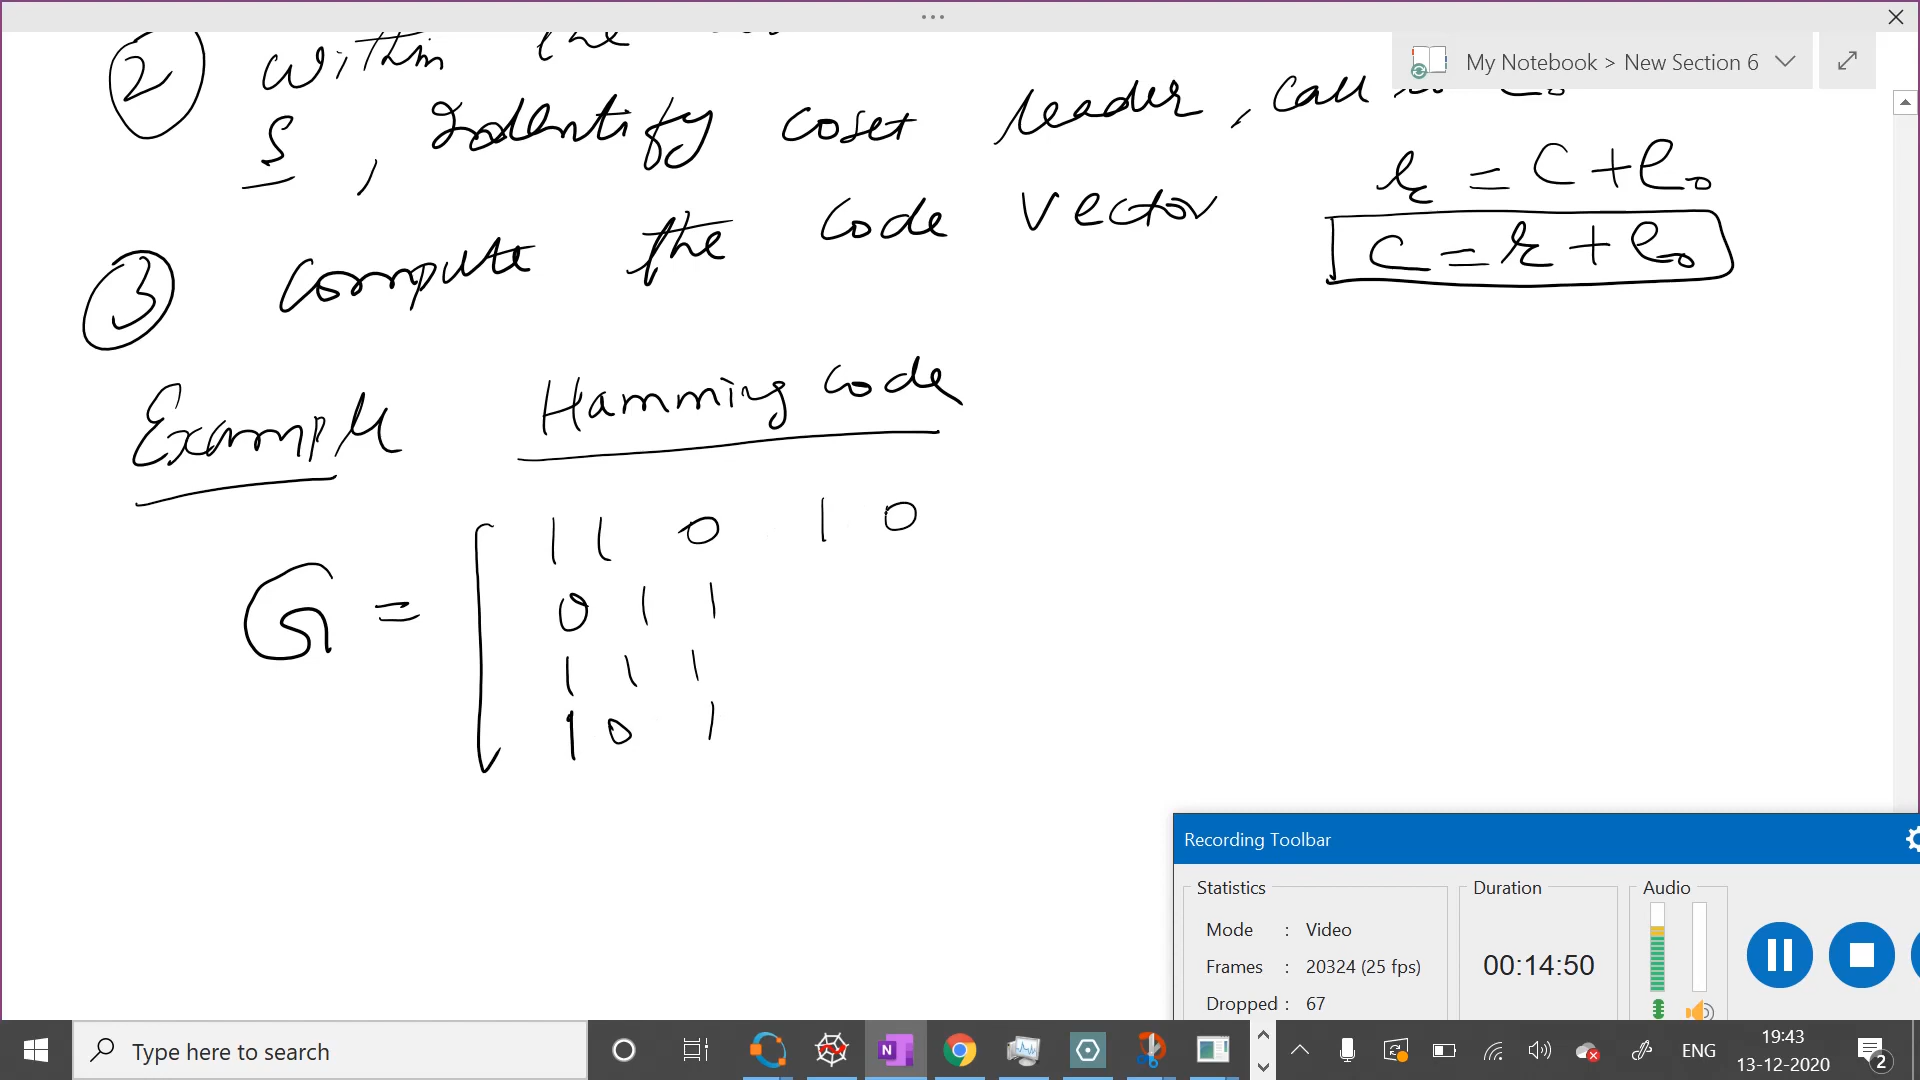 ② Within the
My Notebook > New Section 6
s, Indentify coset leader, call
r = C + e₀
③ Compute the code vector
C = r + e₀
Example Hamming code
G = [ 1 1 0 1 0
0 1 1
1 1 1
1 0 1
Recording Toolbar
Statistics
Mode : Video
Frames : 20324 (25 fps)
Dropped : 67
Duration
00:14:50
Audio
Type here to search
ENG
19:43
13-12-2020
2